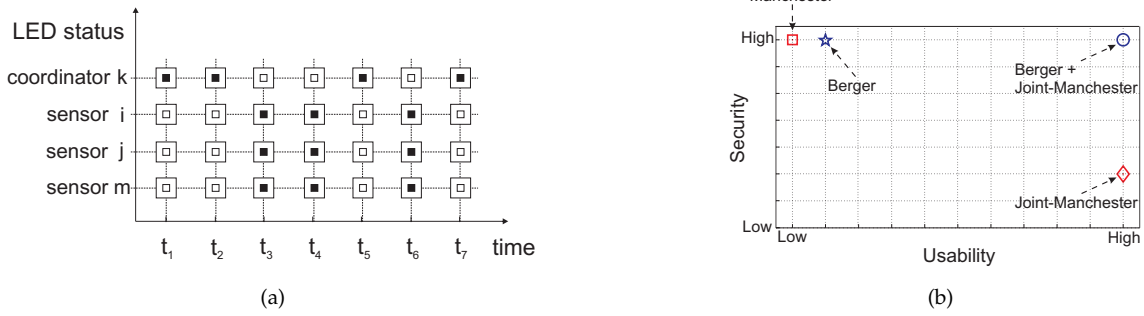 LED status
coordinator k
sensor i
sensor j
sensor m
t₁ t₂ t₃ t₄ t₅ t₆ t₇ time
(a)
Manchester
High
Berger
Berger +
Joint-Manchester
Security
Joint-Manchester
Low
Low High
Usability
(b)